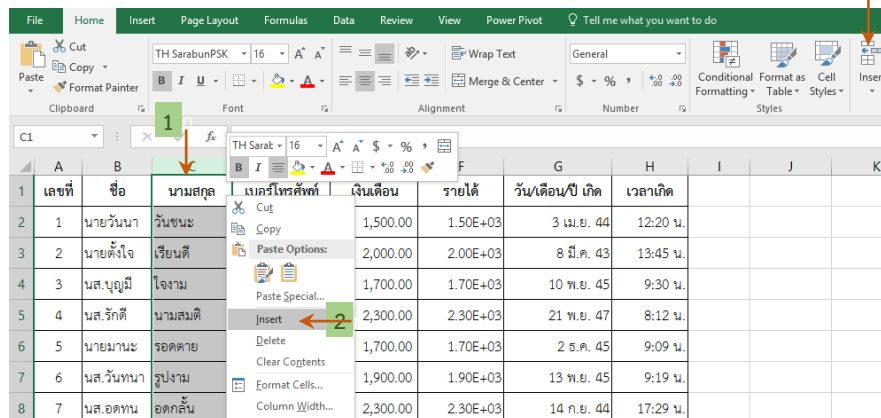 File Home Insert Page Layout Formulas Data Review View Power Pivot Tell me what you want to do
Cut
Copy
Format Painter
Paste
Clipboard
TH SarabunPSK 16 A A
B I U A
Font
Wrap Text
Merge & Center
Alignment
General
$ % , .00 .0
Number
Conditional Formatting
Format as Table
Cell Styles
Styles
Inser
1
C1 fx
TH Saral 16 A A $ % ,
B I A
A B C F G H I J K
1 เลขที่ ชื่อ นามสกุล เบอร์โทรศัพท์ เงินเดือน รายได้ วัน/เดือน/ปี เกิด เวลาเกิด
2 1 นายวันนา วันชนะ 1,500.00 1.50E+03 3 เม.ย. 44 12:20 น.
3 2 นายตั้งใจ เรียนดี 2,000.00 2.00E+03 8 มี.ค. 43 13:45 น.
4 3 นส.บุญมี ใจงาม 1,700.00 1.70E+03 10 พ.ย. 45 9:30 น.
5 4 นส.รักดี นามสมติ 2,300.00 2.30E+03 21 พ.ย. 47 8:12 น.
6 5 นายมานะ รอดตาย 1,700.00 1.70E+03 2 ธ.ค. 45 9:09 น.
7 6 นส.วันทนา รูปงาม 1,900.00 1.90E+03 13 พ.ย. 45 9:19 น.
8 7 นส.อดทน อดกลั้น 2,300.00 2.30E+03 14 ก.ย. 44 17:29 น.
Cut
Copy
Paste Options:
Paste Special...
Insert
2
Delete
Clear Contents
Format Cells...
Column Width...